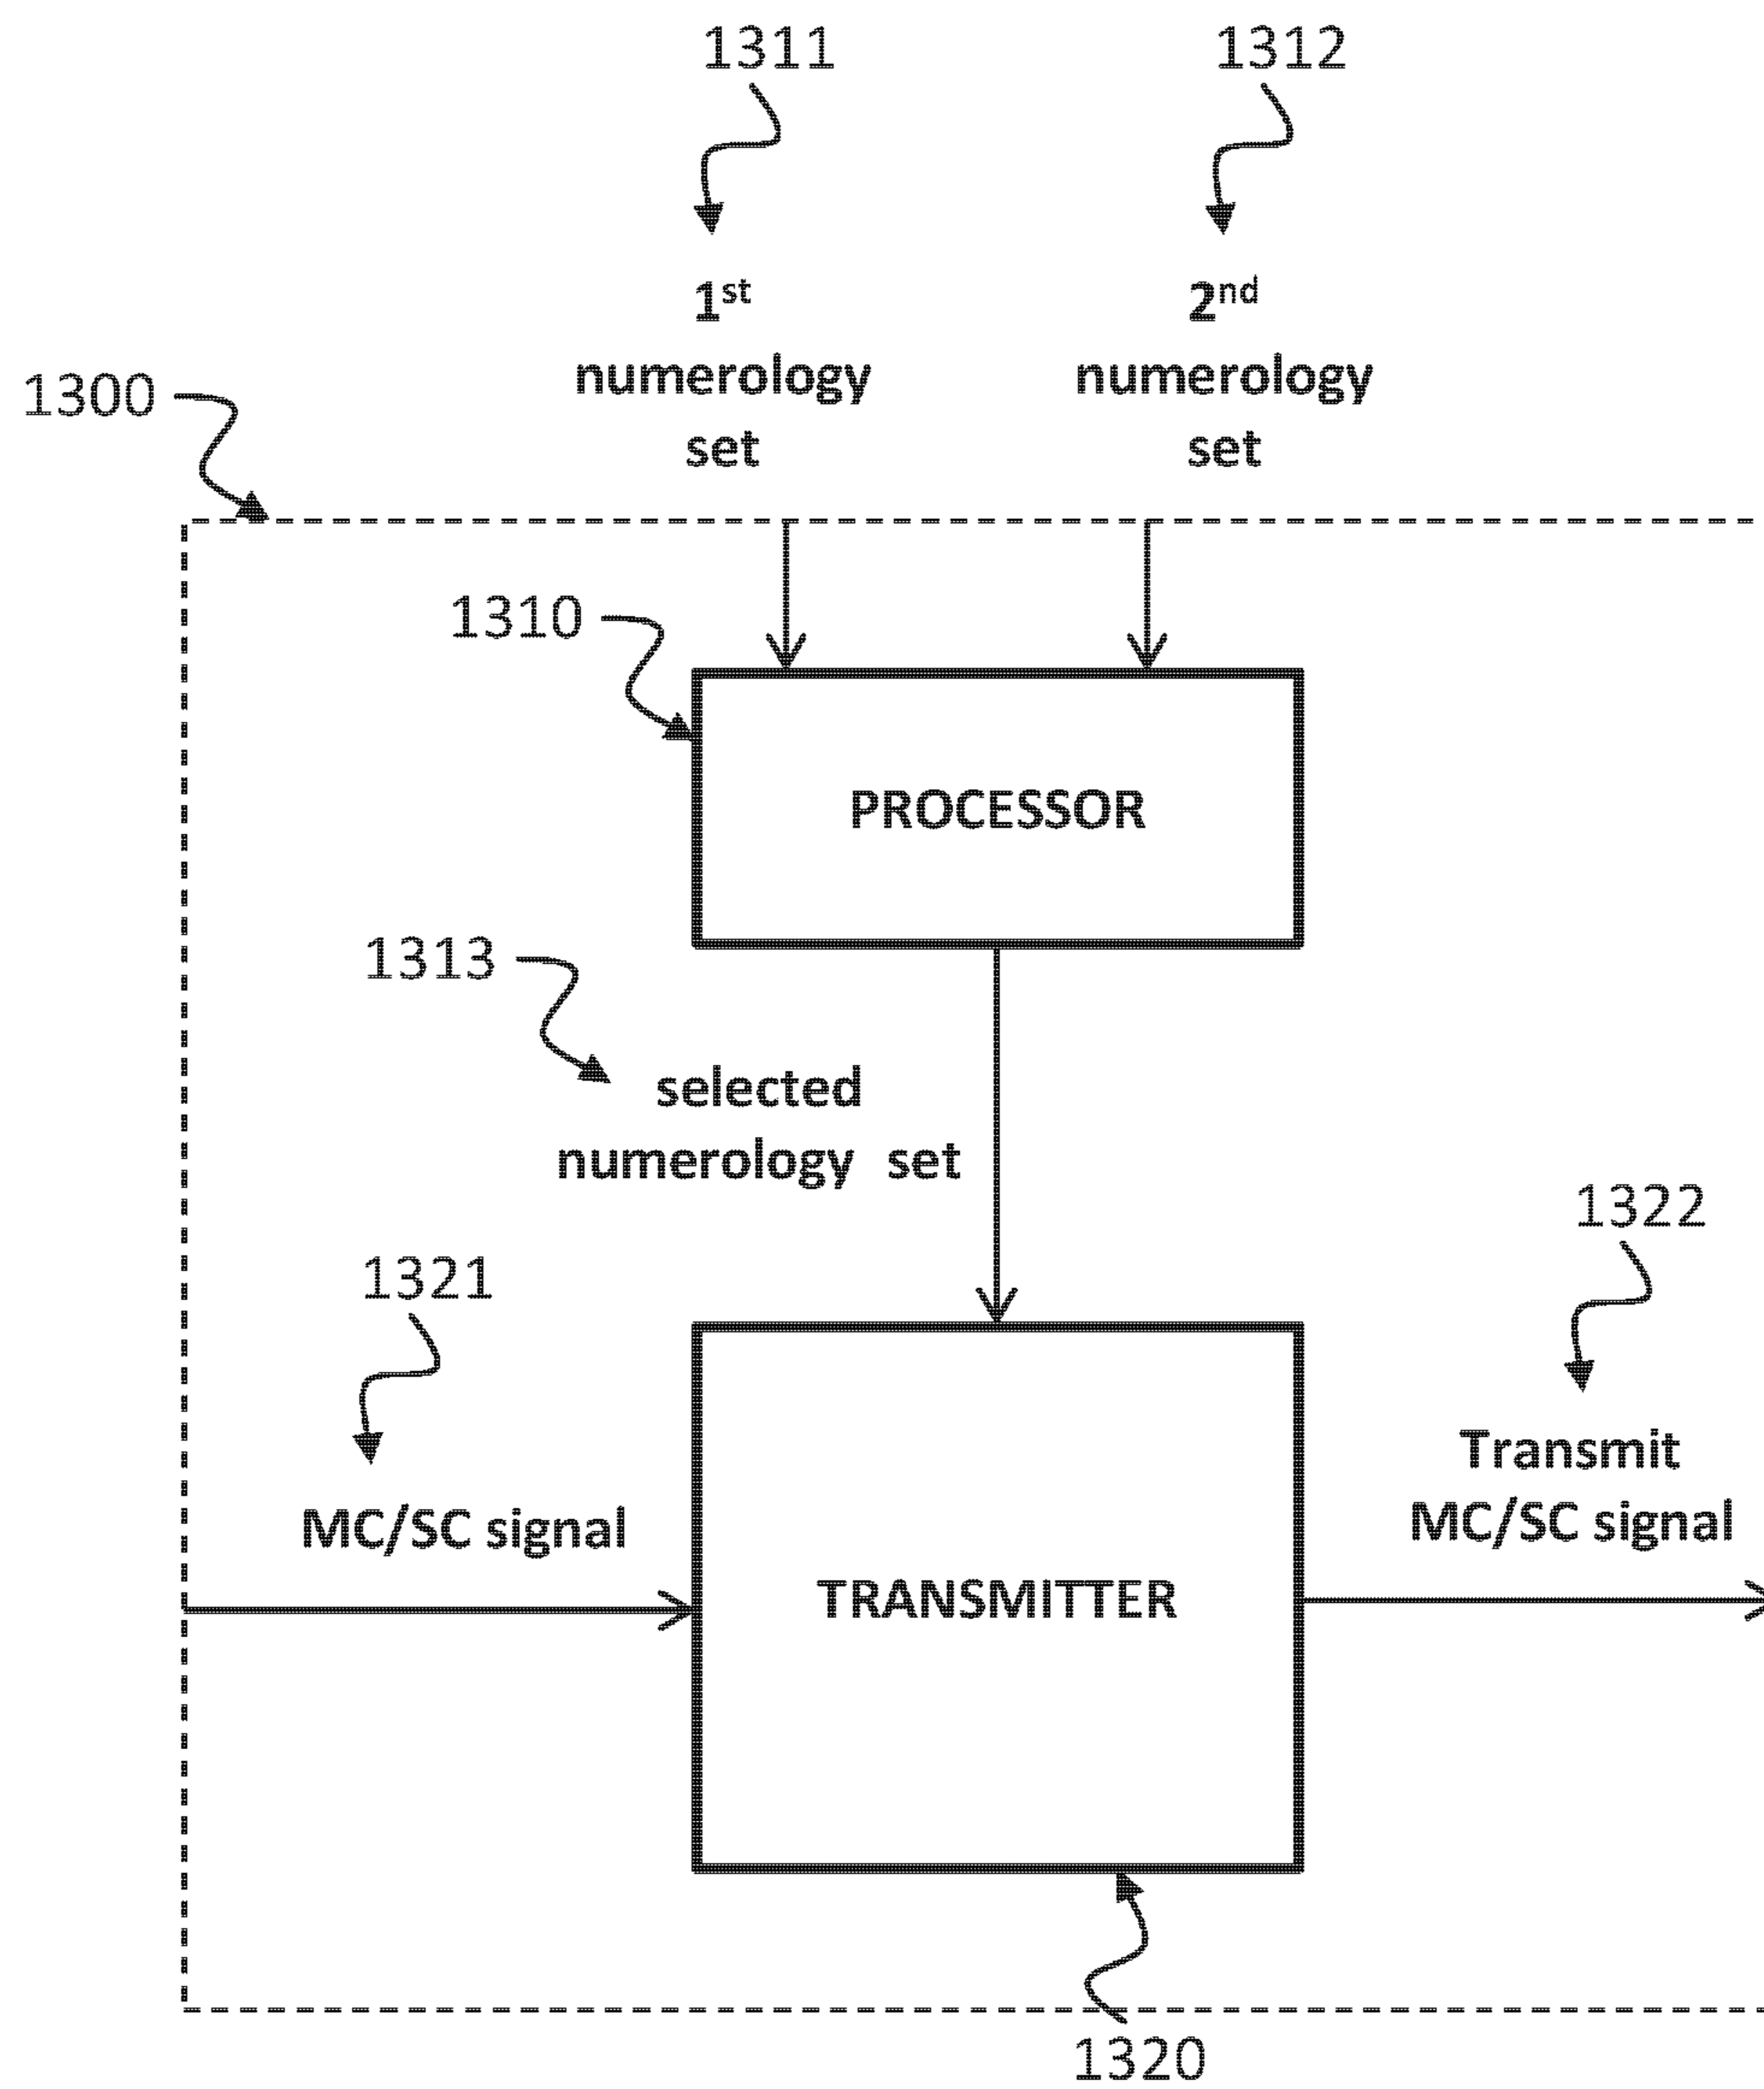 1311
1312
1st
numerology
set
2nd
numerology
set
1300
1310
PROCESSOR
1313
selected
numerology set
1322
1321
Transmit
MC/SC signal
MC/SC signal
TRANSMITTER
1320